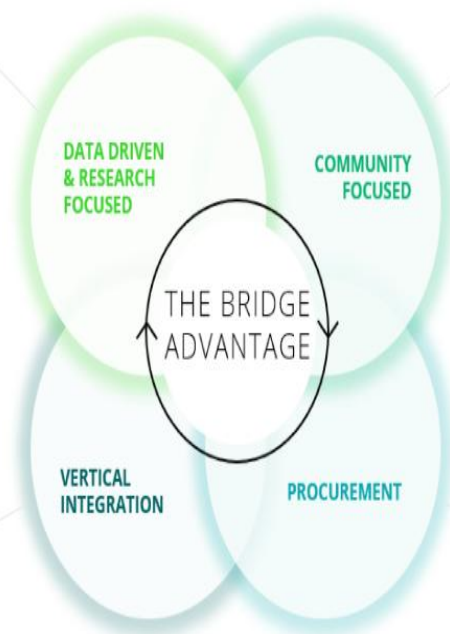 DATA DRIVEN
& RESEARCH
FOCUSED
COMMUNITY
FOCUSED
THE BRIDGE
ADVANTAGE
VERTICAL
INTEGRATION
PROCUREMENT